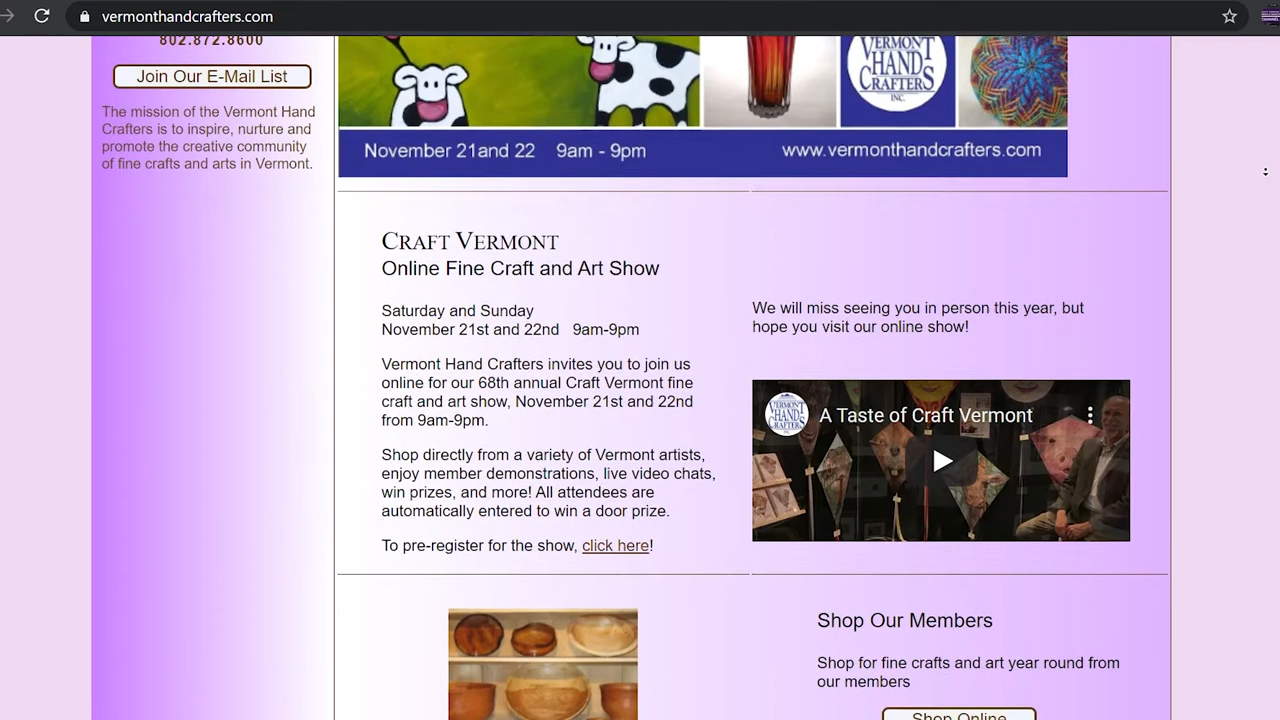 vermonthandcrafters.com
802.872.8600
Join Our E-Mail List
The mission of the Vermont Hand
Crafters is to inspire, nurture and
promote the creative community
of fine crafts and arts in Vermont.
VERMONT
HAND
CRAFTERS
INC.
November 21and 22 9am - 9pm
www.vermonthandcrafters.com
CRAFT VERMONT
Online Fine Craft and Art Show
Saturday and Sunday
November 21st and 22nd 9am-9pm
Vermont Hand Crafters invites you to join us
online for our 68th annual Craft Vermont fine
craft and art show, November 21st and 22nd
from 9am-9pm.
Shop directly from a variety of Vermont artists,
enjoy member demonstrations, live video chats,
win prizes, and more! All attendees are
automatically entered to win a door prize.
To pre-register for the show, click here!
We will miss seeing you in person this year, but
hope you visit our online show!
VERMONT
HAND
CRAFTERS
INC.
A Taste of Craft Vermont
Shop Our Members
Shop for fine crafts and art year round from
our members
Shop Online